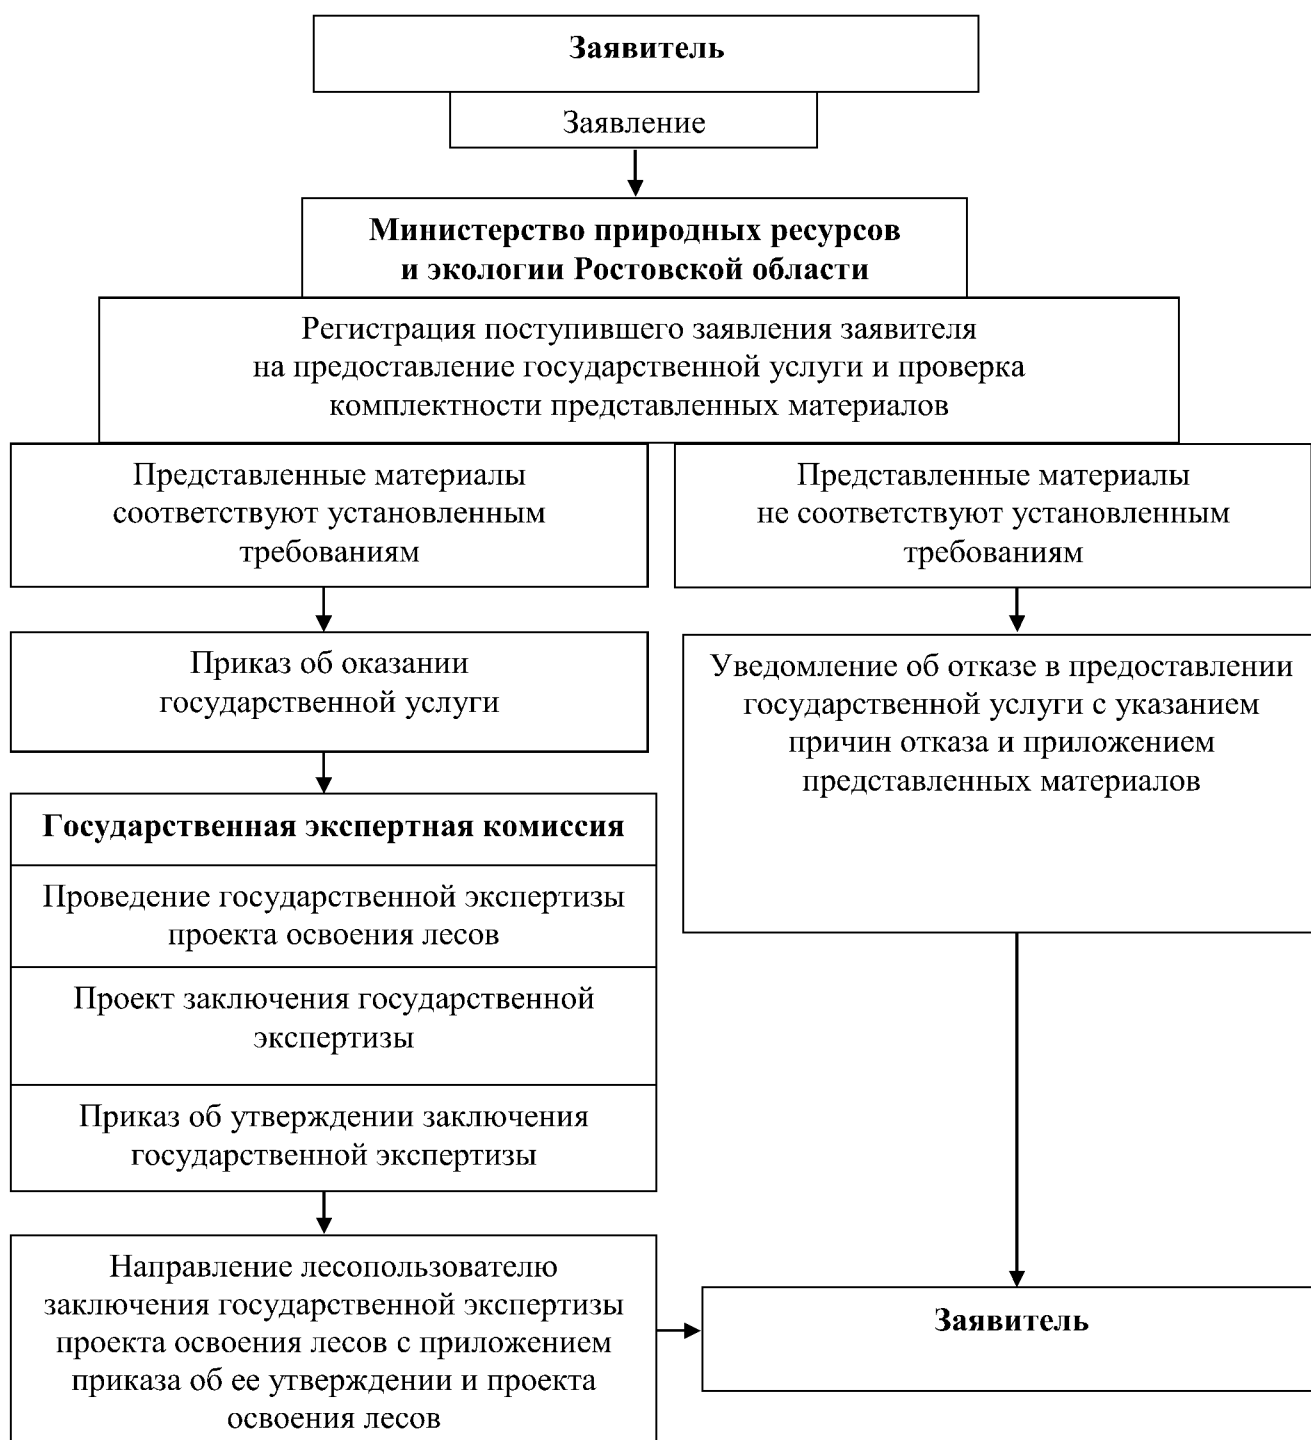 Заявитель
Заявление
Министерство природных ресурсов
и экологии Ростовской области
Регистрация поступившего заявления заявителя
на предоставление государственной услуги и проверка
комплектности представленных материалов
Представленные материалы
соответствуют установленным
требованиям
Представленные материалы
не соответствуют установленным
требованиям
Приказ об оказании
государственной услуги
Уведомление об отказе в предоставлении
государственной услуги с указанием
причин отказа и приложением
представленных материалов
Государственная экспертная комиссия
Проведение государственной экспертизы
проекта освоения лесов
Проект заключения государственной
экспертизы
Приказ об утверждении заключения
государственной экспертизы
Направление лесопользователю
заключения государственной экспертизы
проекта освоения лесов с приложением
приказа об ее утверждении и проекта
освоения лесов
Заявитель